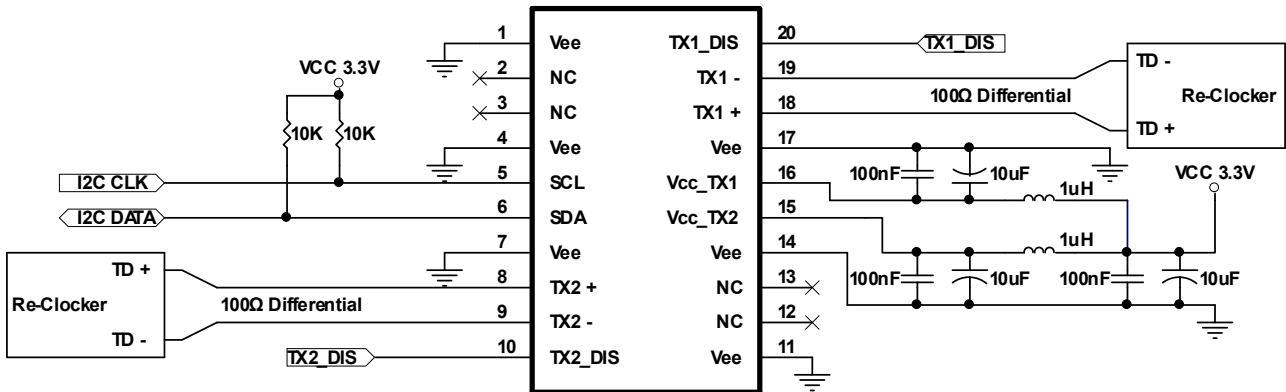 1 Vee TX1_DIS 20 TX1_DIS
VCC 3.3V 2 NC TX1 - 19 TD -
10K 10K 3 NC TX1 + 18 100Ω Differential Re-Clocker
4 Vee Vee 17 TD +
I2C CLK 5 SCL Vcc_TX1 16 100nF 10uF 1uH VCC 3.3V
I2C DATA 6 SDA Vcc_TX2 15 1uH
7 Vee Vee 14 100nF 10uF 100nF 10uF
TD + 8 TX2 + NC 13
Re-Clocker 100Ω Differential 9 TX2 - NC 12
TD -
TX2_DIS 10 TX2_DIS Vee 11